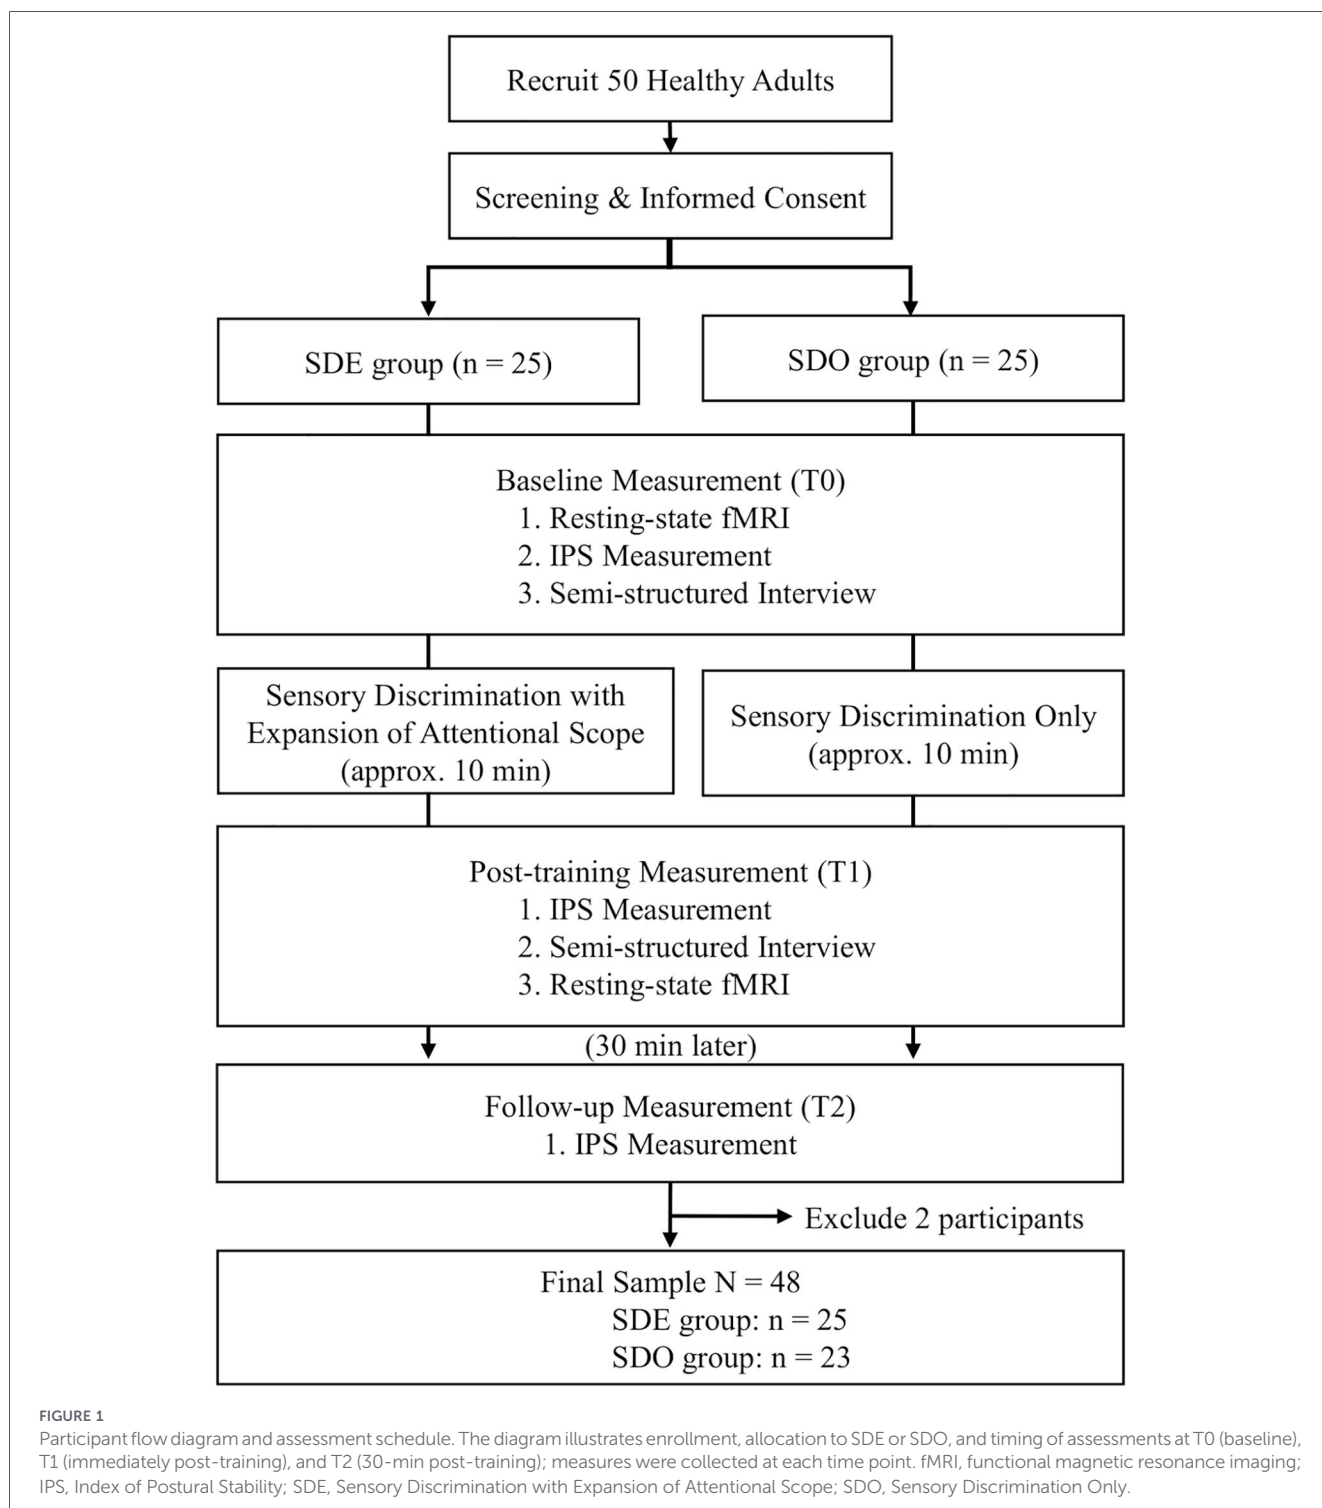 Recruit 50 Healthy Adults
Screening & Informed Consent
SDE group (n = 25)
SDO group (n = 25)
Baseline Measurement (T0)
1. Resting-state fMRI
2. IPS Measurement
3. Semi-structured Interview
Sensory Discrimination with
Expansion of Attentional Scope
(approx. 10 min)
Sensory Discrimination Only
(approx. 10 min)
Post-training Measurement (T1)
1. IPS Measurement
2. Semi-structured Interview
3. Resting-state fMRI
(30 min later)
Follow-up Measurement (T2)
1. IPS Measurement
Exclude 2 participants
Final Sample N = 48
SDE group: n = 25
SDO group: n = 23
FIGURE 1
Participant flow diagram and assessment schedule. The diagram illustrates enrollment, allocation to SDE or SDO, and timing of assessments at T0 (baseline),
T1 (immediately post-training), and T2 (30-min post-training); measures were collected at each time point. fMRI, functional magnetic resonance imaging;
IPS, Index of Postural Stability; SDE, Sensory Discrimination with Expansion of Attentional Scope; SDO, Sensory Discrimination Only.